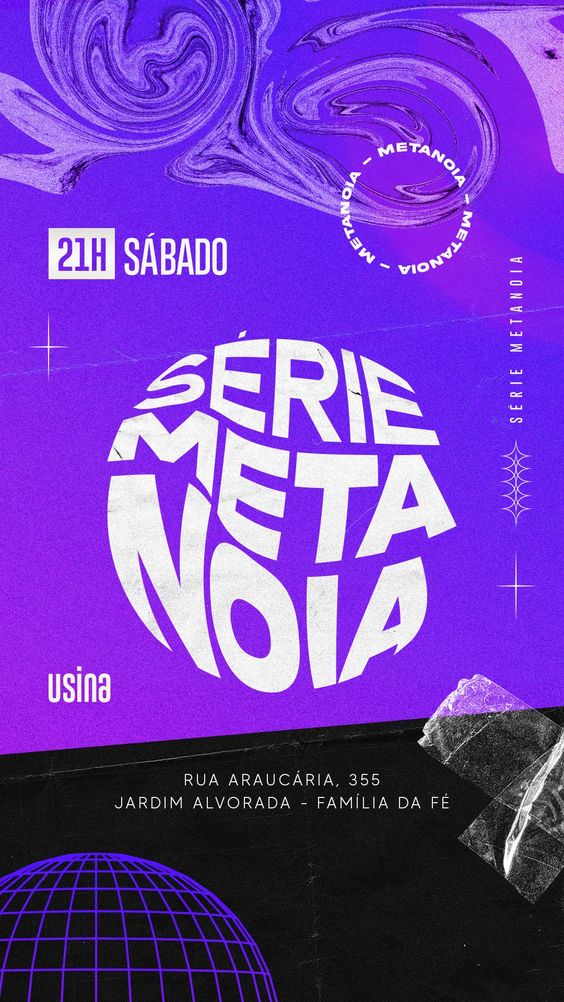 METANOIA – METANOIA – METANOIA – METANOIA –
21H SÁBADO
SÉRIE METANOIA
SÉRIE
META
NOIA
usina
RUA ARAUCÁRIA, 355
JARDIM ALVORADA - FAMÍLIA DA FÉ